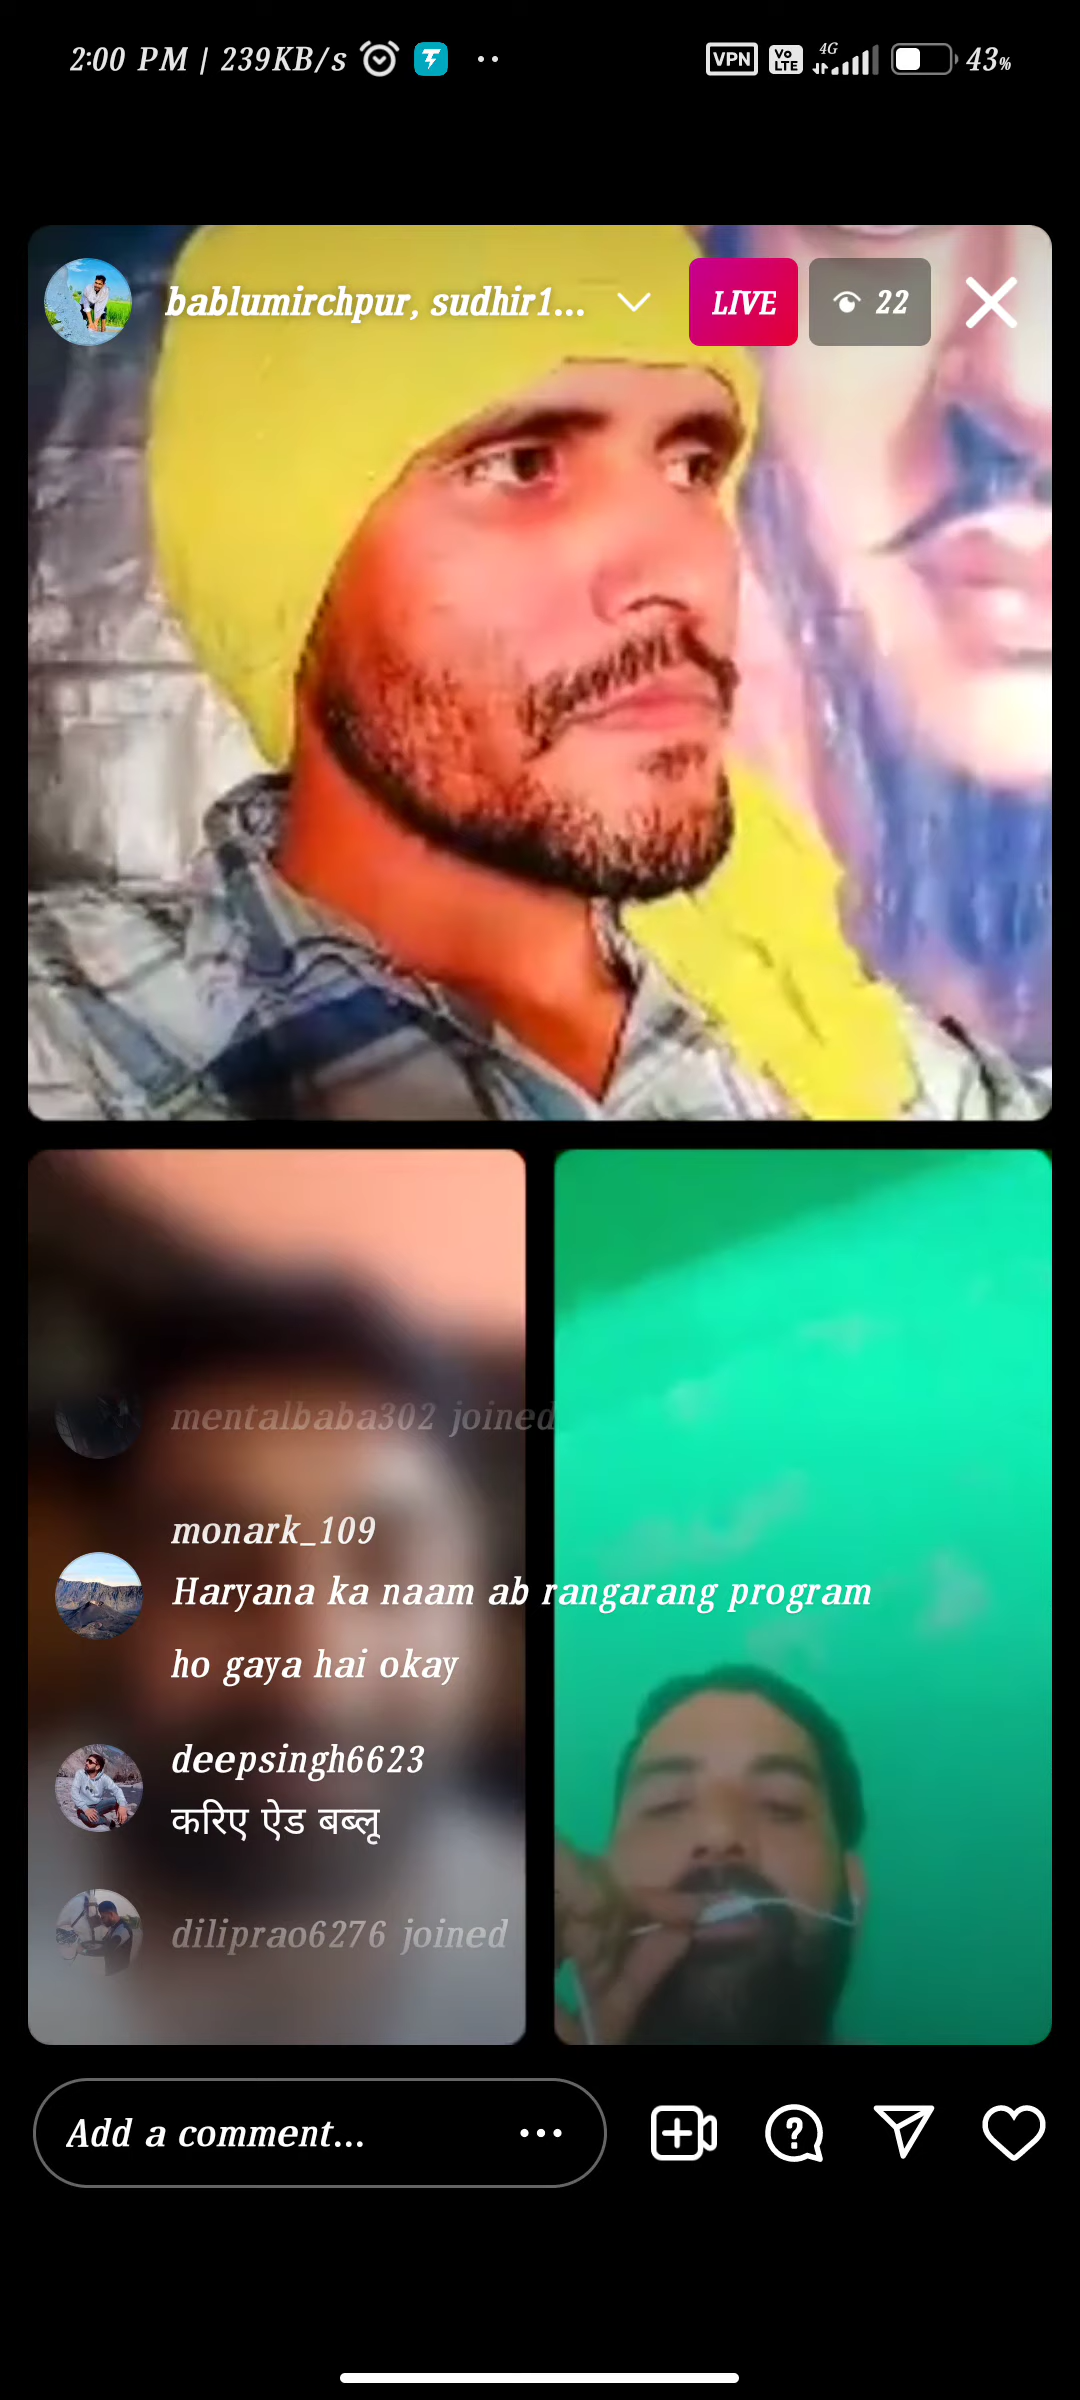 2:00 PM | 239KB/s
VPN
Vo LTE
4G
43%
bablumirchpur, sudhir1...
LIVE
22
mentalbaba302 joined
monark_109
Haryana ka naam ab rangarang program
ho gaya hai okay
deepsingh6623
करिए ऐड बब्लू
diliprao6276 joined
Add a comment...